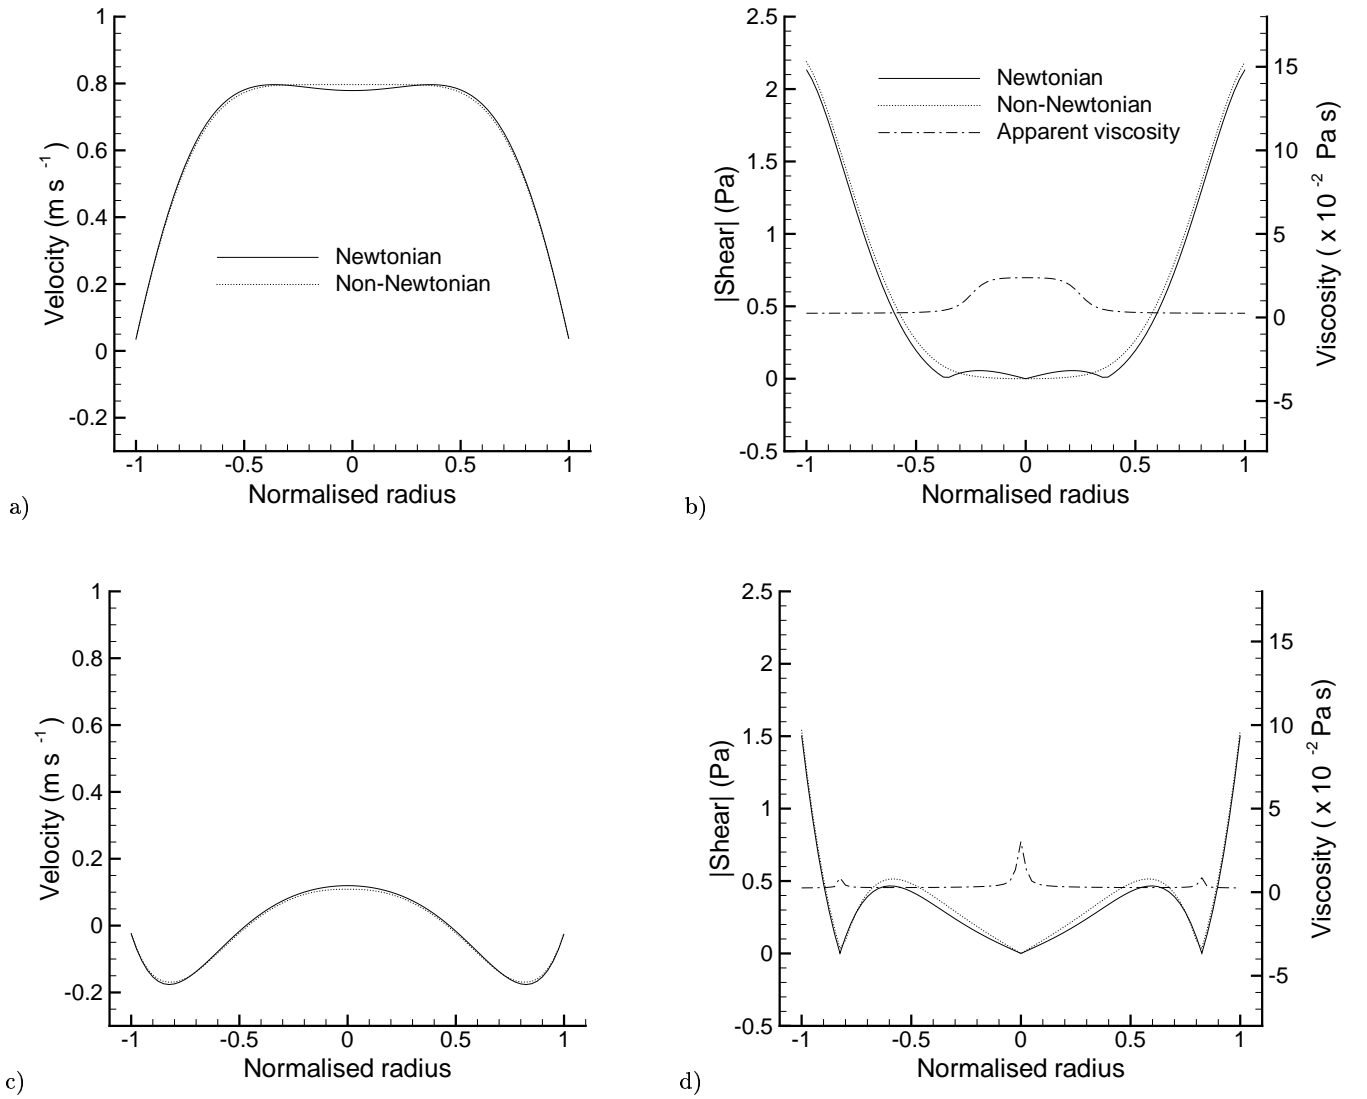 1
0.8
0.6
0.4
0.2
0
-0.2
Velocity (m s -1)
Newtonian
Non-Newtonian
-1 -0.5 0 0.5 1
Normalised radius
a)
2.5
2
1.5
1
0.5
0
-0.5
|Shear| (Pa)
Newtonian
Non-Newtonian
Apparent viscosity
15
10
5
0
-5
Viscosity ( x 10 -2 Pa s)
-1 -0.5 0 0.5 1
Normalised radius
b)
1
0.8
0.6
0.4
0.2
0
-0.2
Velocity (m s -1)
-1 -0.5 0 0.5 1
Normalised radius
c)
2.5
2
1.5
1
0.5
0
-0.5
|Shear| (Pa)
15
10
5
0
-5
Viscosity ( x 10 -2 Pa s)
-1 -0.5 0 0.5 1
Normalised radius
d)